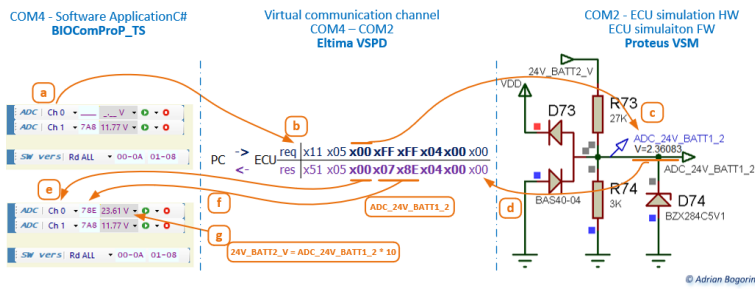 COM4 - Software ApplicationC#
BIOComProP_TS
Virtual communication channel
COM4 – COM2
Eltima VSPD
COM2 - ECU simulation HW
ECU simulaiton FW
Proteus VSM
a
ADC Ch 0 ___ _._ V
ADC Ch 1 7A8 11.77 V
SW vers Rd ALL 00-0A 01-08
b
PC -> ECU
<-
req x11 x05 x00 xFF xFF x04 x00 x00
res x51 x05 x00 x07 x8E x04 x00 x00
ADC_24V_BATT1_2
e
f
ADC Ch 0 78E 23.61 V
ADC Ch 1 7A8 11.77 V
SW vers Rd ALL 00-0A 01-08
g
24V_BATT2_V = ADC_24V_BATT1_2 * 10
24V_BATT2_V
VDD
R73
27K
c
D73
ADC_24V_BATT1_2
V=2.36083
ADC_24V_BATT1_2
d
BAS40-04
R74
3K
D74
BZX284C5V1
© Adrian Bogorin